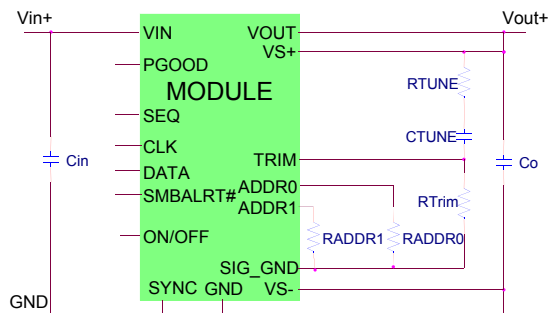 Vin+
Vout+
VIN
VOUT
VS+
PGOOD
RTUNE
MODULE
SEQ
CTUNE
CLK
Cin
TRIM
Co
DATA
SMBALRT#
ADDR0
RTrim
ADDR1
ON/OFF
RADDR1
RADDR0
SIG_GND
SYNC
GND
VS-
GND